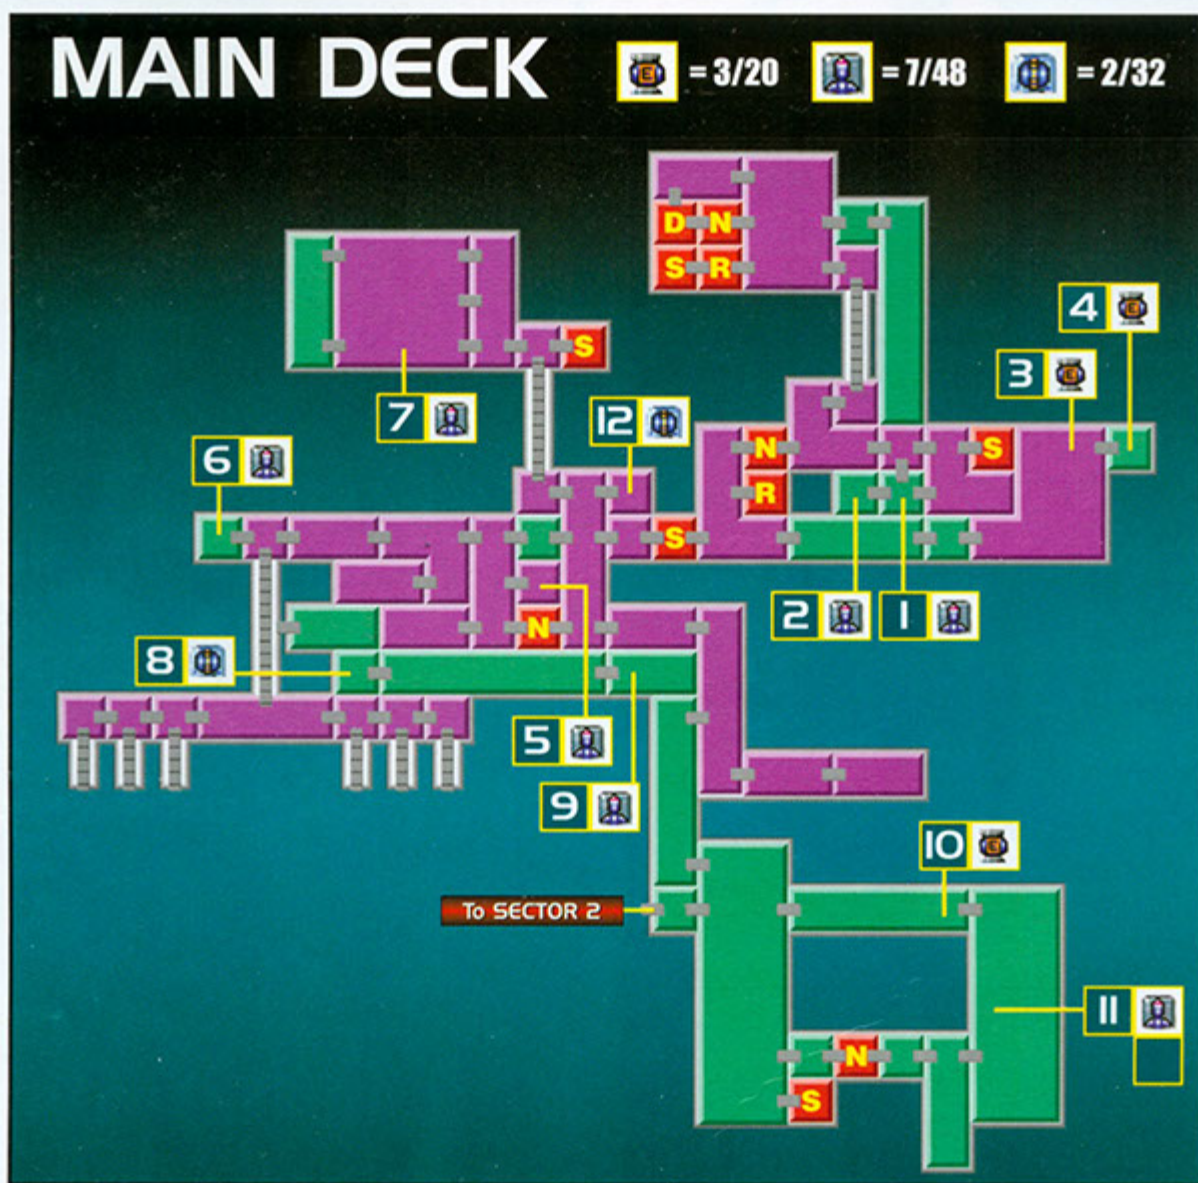 MAIN DECK
E = 3/20
= 7/48
= 2/32
D N
S R
4 E
S
3 E
7
12
6
N
S
R
S
2
1
N
8
5
9
10 E
To SECTOR 2
11
N
S